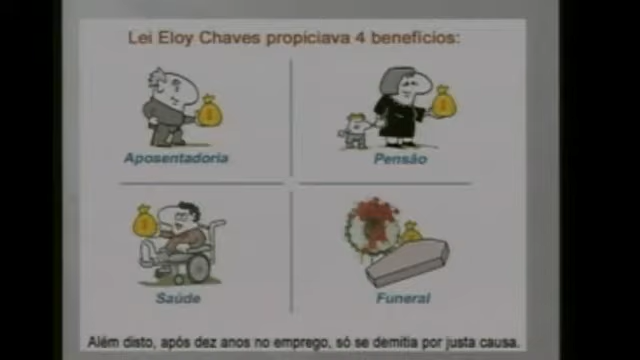 Lei Eloy Chaves propiciava 4 benefícios:
Aposentadoria
Pensão
Saúde
Funeral
Além disto, após dez anos no emprego, só se demitia por justa causa.